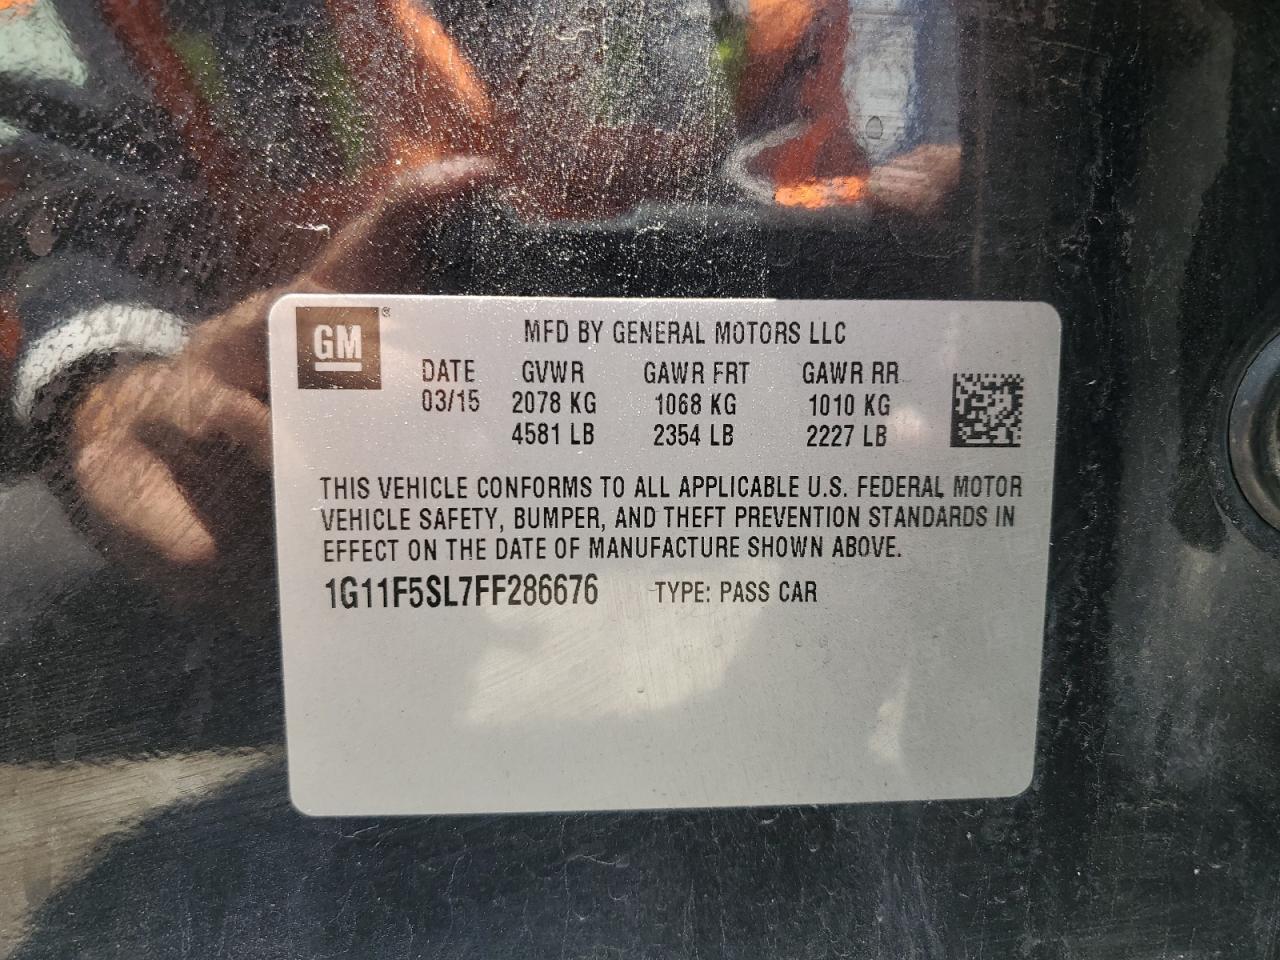 GM®
MFD BY GENERAL MOTORS LLC
DATE GVWR GAWR FRT GAWR RR
03/15 2078 KG 1068 KG 1010 KG
4581 LB 2354 LB 2227 LB
THIS VEHICLE CONFORMS TO ALL APPLICABLE U.S. FEDERAL MOTOR
VEHICLE SAFETY, BUMPER, AND THEFT PREVENTION STANDARDS IN
EFFECT ON THE DATE OF MANUFACTURE SHOWN ABOVE.
1G11F5SL7FF286676 TYPE: PASS CAR